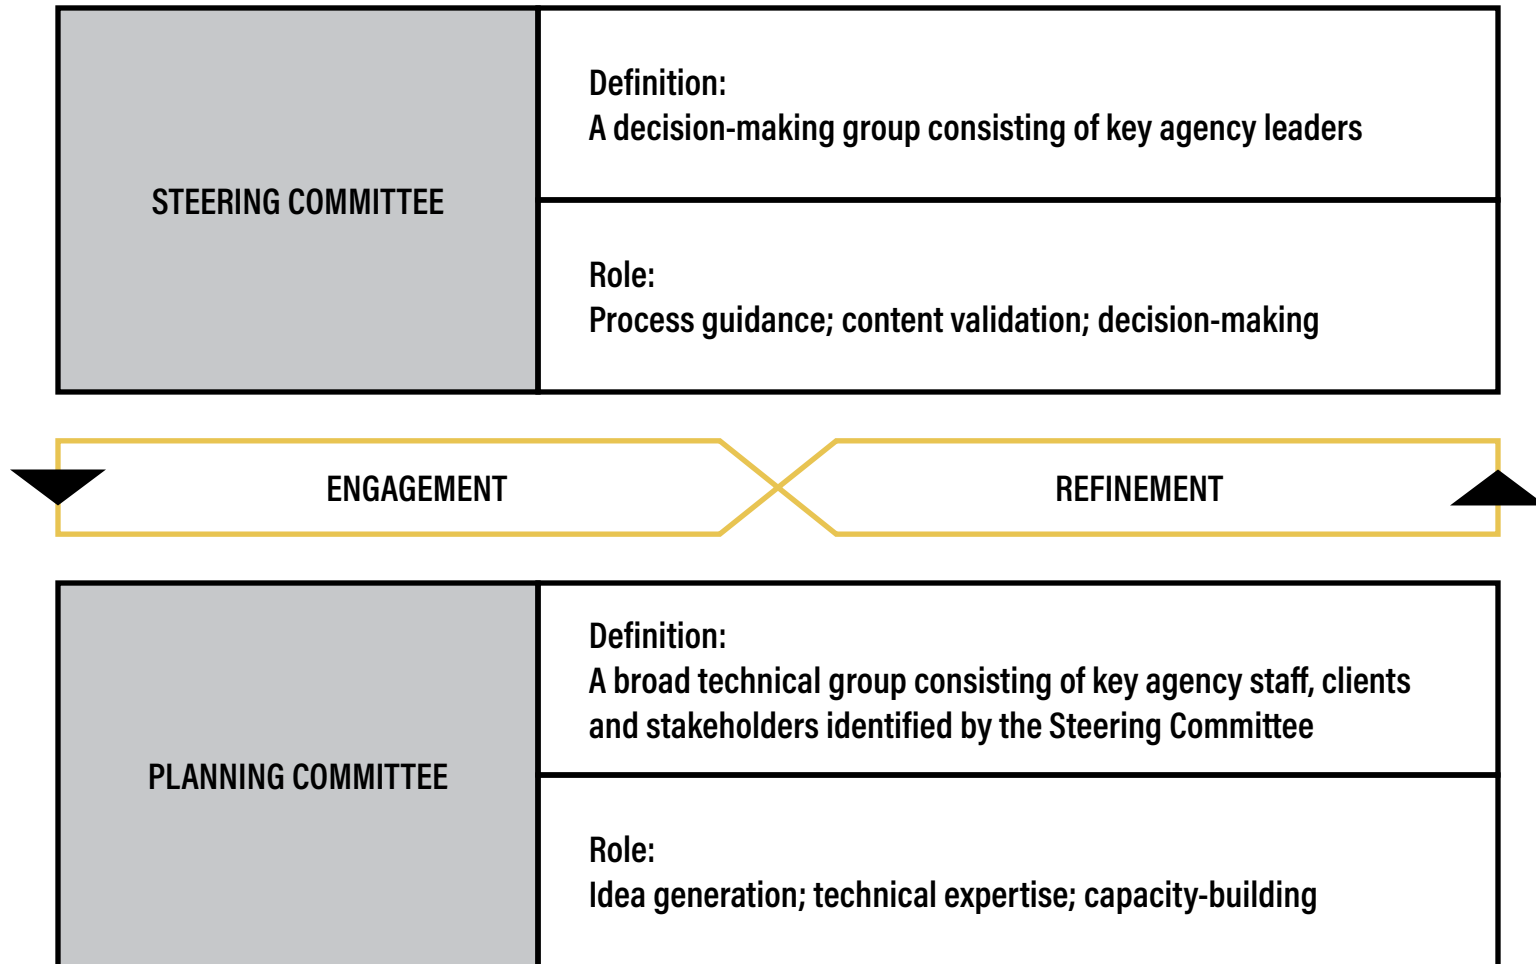 STEERING COMMITTEE
Definition:
A decision-making group consisting of key agency leaders
Role:
Process guidance; content validation; decision-making
ENGAGEMENT
REFINEMENT
PLANNING COMMITTEE
Definition:
A broad technical group consisting of key agency staff, clients
and stakeholders identified by the Steering Committee
Role:
Idea generation; technical expertise; capacity-building